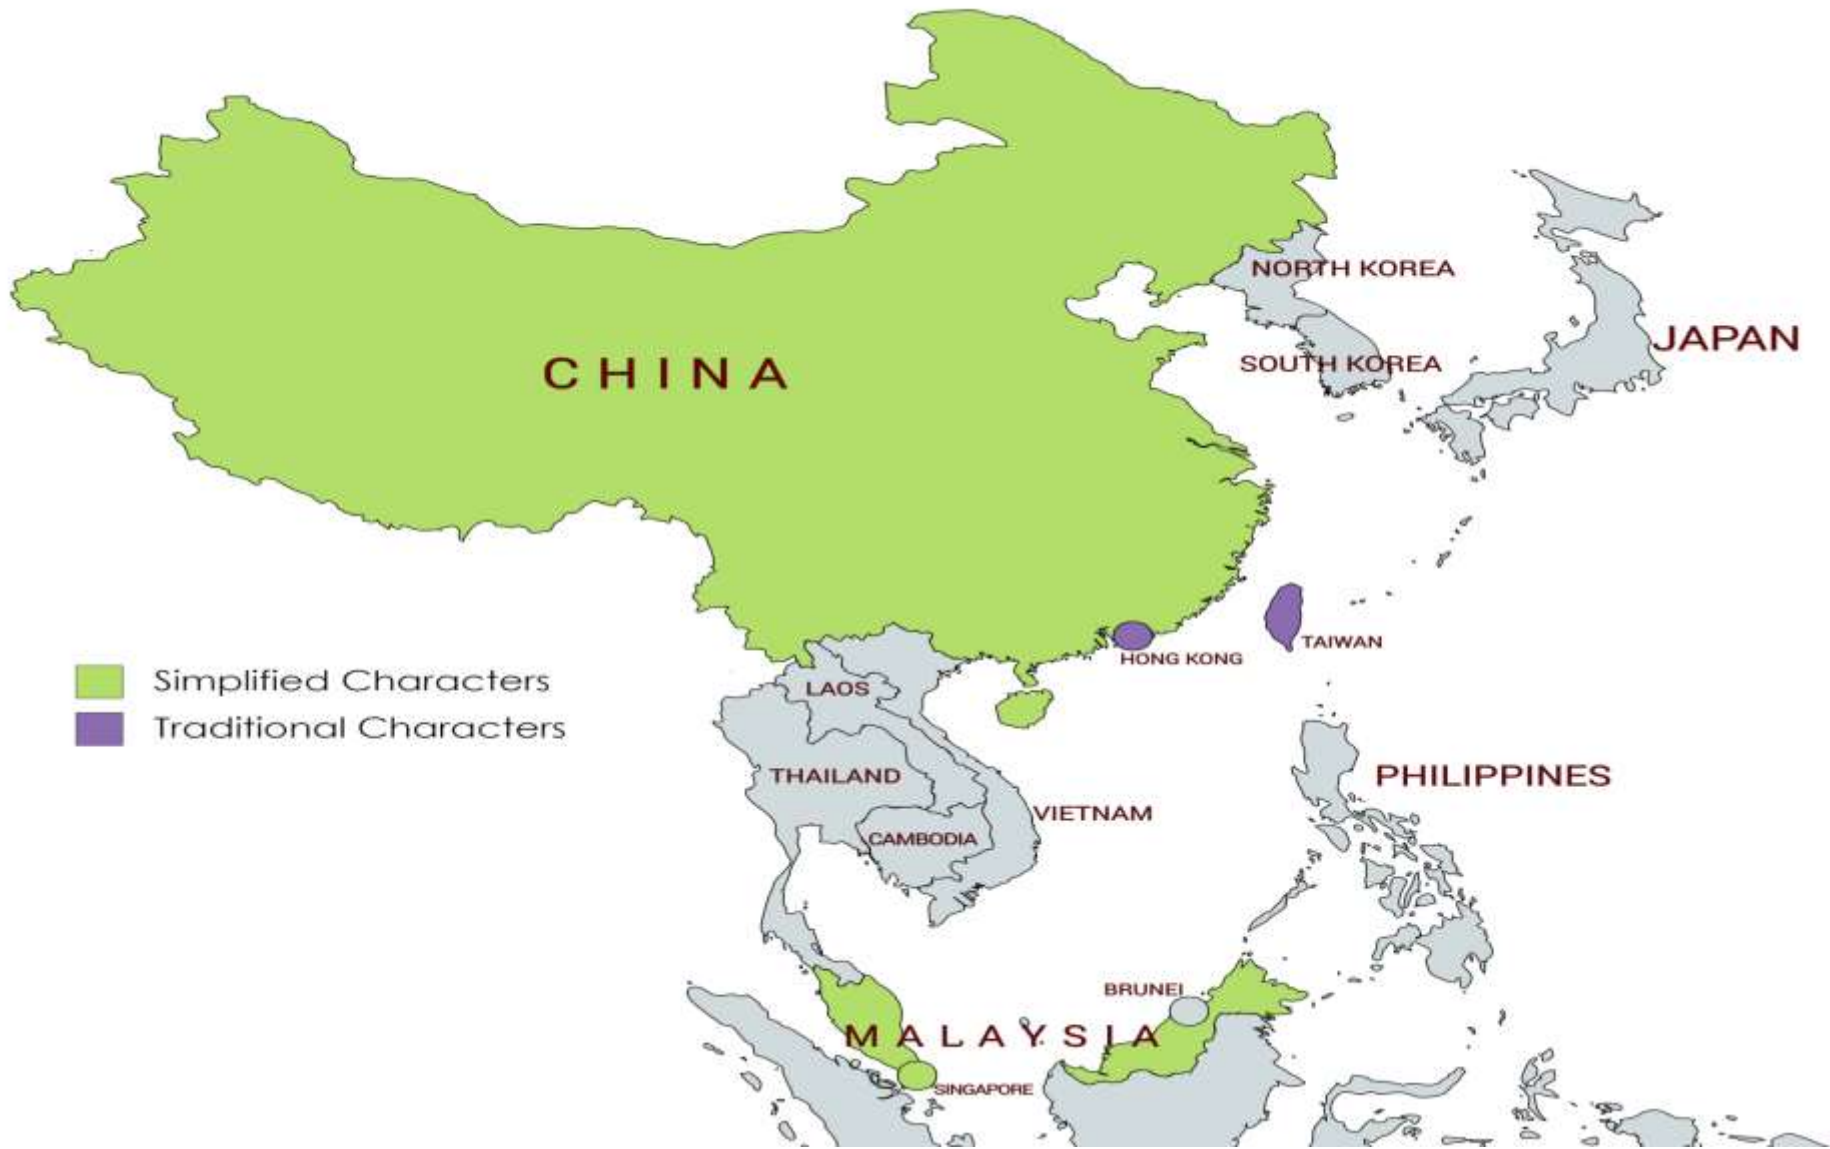 NORTH KOREA
JAPAN
SOUTH KOREA
CHINA
TAIWAN
HONG KONG
Simplified Characters
LAOS
Traditional Characters
THAILAND
PHILIPPINES
VIETNAM
CAMBODIA
BRUNEI
MALAYSIA
SINGAPORE